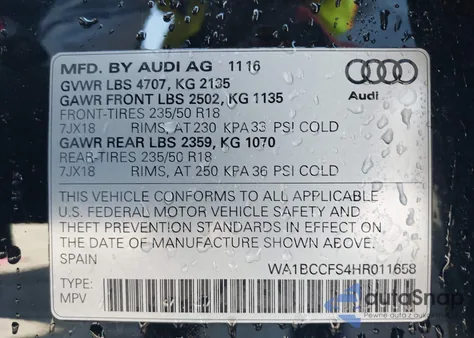 MFD. BY AUDI AG 11 16
GVWR LBS 4707, KG 2135
GAWR FRONT LBS 2502, KG 1135
FRONT-TIRES 235/50 R18
7JX18 RIMS, AT 230 KPA 33 PSI COLD
GAWR REAR LBS 2359, KG 1070
REAR-TIRES 235/50 R18
7JX18 RIMS, AT 250 KPA 36 PSI COLD
Audi
THIS VEHICLE CONFORMS TO ALL APPLICABLE
U.S. FEDERAL MOTOR VEHICLE SAFETY AND
THEFT PREVENTION STANDARDS IN EFFECT ON
THE DATE OF MANUFACTURE SHOWN ABOVE.
SPAIN
WA1BCCFS4HR011658
TYPE:
MPV
autoSnap
Pewne auto z USA